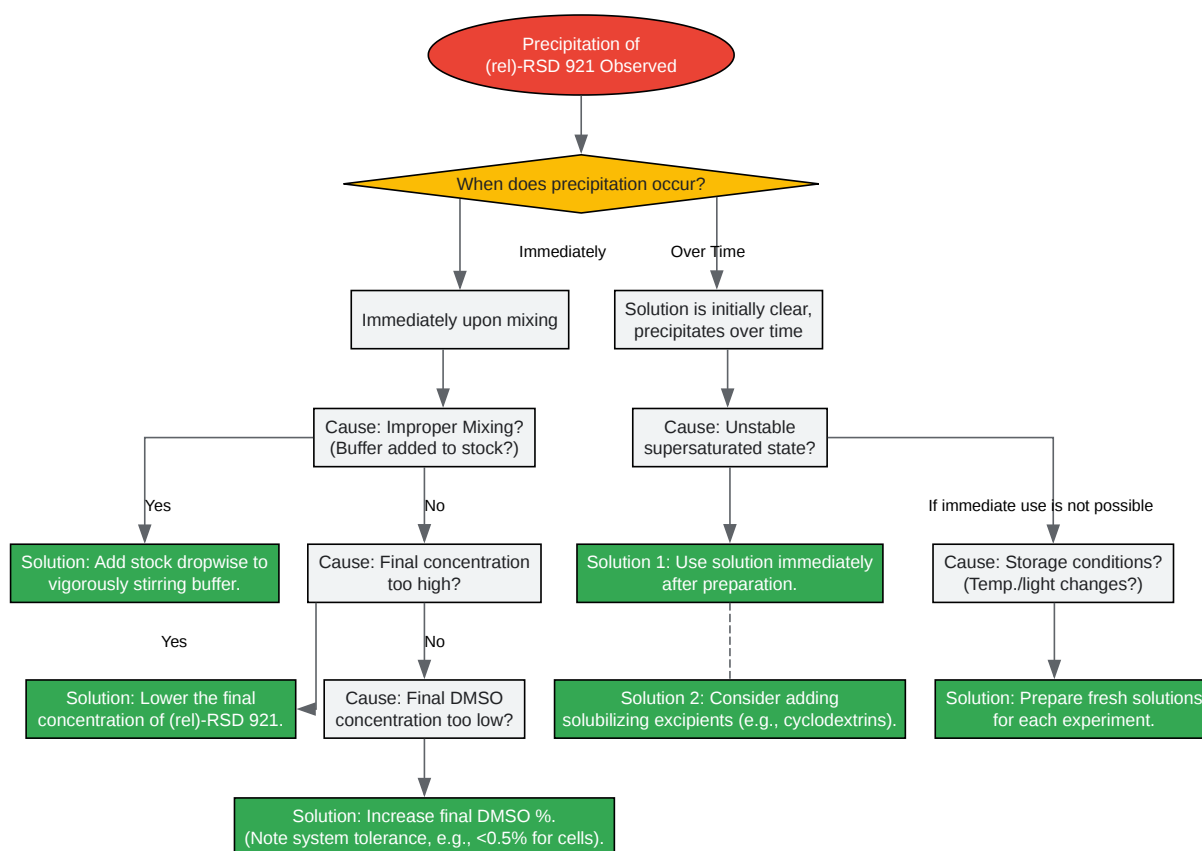 Precipitation of
(rel)-RSD 921 Observed
When does precipitation occur?
Immediately
Over Time
Immediately upon mixing
Solution is initially clear,
precipitates over time
Cause: Improper Mixing?
(Buffer added to stock?)
Cause: Unstable
supersaturated state?
Yes
No
If immediate use is not possible
Solution: Add stock dropwise to
vigorously stirring buffer.
Cause: Final concentration
too high?
Solution 1: Use solution immediately
after preparation.
Cause: Storage conditions?
(Temp./light changes?)
Yes
No
Solution: Lower the final
concentration of (rel)-RSD 921.
Cause: Final DMSO
concentration too low?
Solution 2: Consider adding
solubilizing excipients (e.g., cyclodextrins).
Solution: Prepare fresh solutions
for each experiment.
Solution: Increase final DMSO %.
(Note system tolerance, e.g., <0.5% for cells).